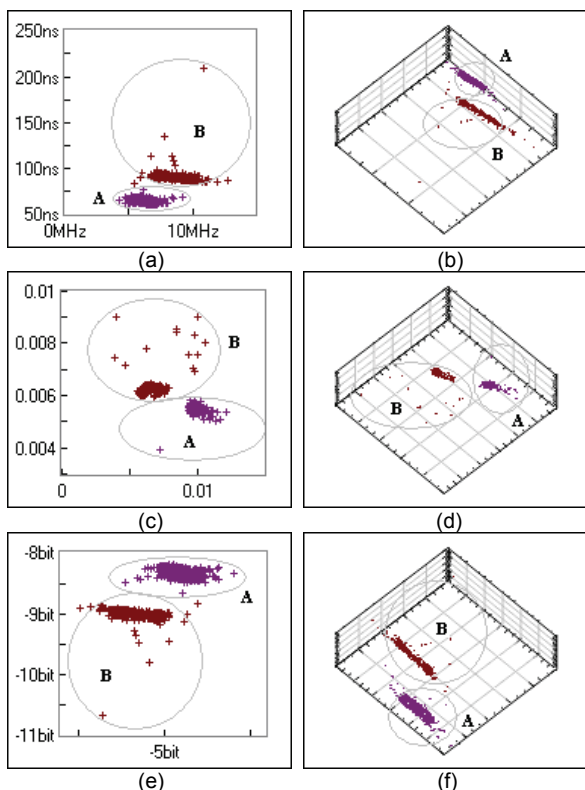 250ns
200ns
150ns
100ns
50ns
0MHz 10MHz
B
A
(a)
A
B
(b)
0.01
0.008
0.006
0.004
0 0.01
B
A
(c)
B
A
(d)
-8bit
-9bit
-10bit
-11bit
-5bit
A
B
(e)
B
A
(f)